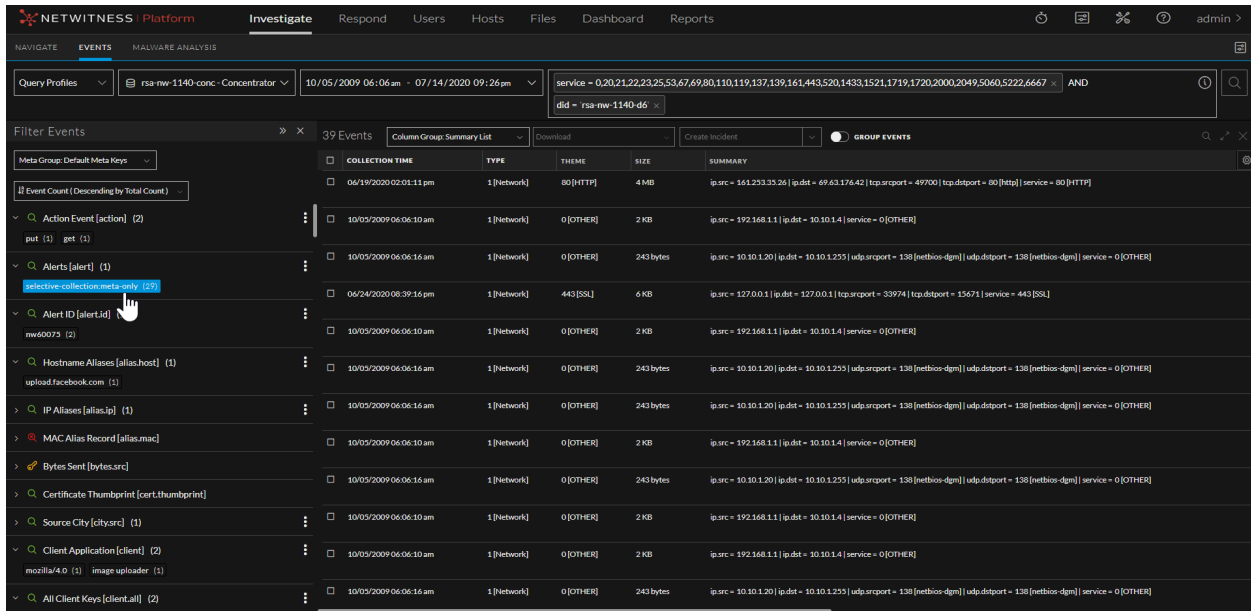 NETWITNESS | Platform
Investigate Respond Users Hosts Files Dashboard Reports
admin >
NAVIGATE EVENTS MALWARE ANALYSIS
Query Profiles
rsa-nw-1140-conc - Concentrator
10/05/2009 06:06am - 07/14/2020 09:26pm
service = 0,20,21,22,23,25,53,67,69,80,110,119,137,139,161,443,520,1433,1521,1719,1720,2000,2049,5060,5222,6667 × AND
did = 'rsa-nw-1140-d6' ×
Filter Events
Meta Group: Default Meta Keys
Event Count ( Descending by Total Count )
Action Event [action] (2)
put (1) get (1)
Alerts [alert] (1)
selective-collection:meta-only (29)
Alert ID [alert.id]
nw60075 (2)
Hostname Aliases [alias.host] (1)
upload.facebook.com (1)
IP Aliases [alias.ip] (1)
MAC Alias Record [alias.mac]
Bytes Sent [bytes.src]
Certificate Thumbprint [cert.thumbprint]
Source City [city.src] (1)
Client Application [client] (2)
mozilla/4.0 (1) image uploader (1)
All Client Keys [client.all] (2)
39 Events
Column Group: Summary List
Download
Create Incident
GROUP EVENTS
COLLECTION TIME TYPE THEME SIZE SUMMARY
06/19/2020 02:01:11 pm 1 [Network] 80 [HTTP] 4 MB ip.src = 161.253.35.26 | ip.dst = 69.63.176.42 | tcp.srcport = 49700 | tcp.dstport = 80 [http] | service = 80 [HTTP]
10/05/2009 06:06:10 am 1 [Network] 0 [OTHER] 2 KB ip.src = 192.168.1.1 | ip.dst = 10.10.1.4 | service = 0 [OTHER]
10/05/2009 06:06:16 am 1 [Network] 0 [OTHER] 243 bytes ip.src = 10.10.1.20 | ip.dst = 10.10.1.255 | udp.srcport = 138 [netbios-dgm] | udp.dstport = 138 [netbios-dgm] | service = 0 [OTHER]
06/24/2020 08:39:16 pm 1 [Network] 443 [SSL] 6 KB ip.src = 127.0.0.1 | ip.dst = 127.0.0.1 | tcp.srcport = 33974 | tcp.dstport = 15671 | service = 443 [SSL]
10/05/2009 06:06:10 am 1 [Network] 0 [OTHER] 2 KB ip.src = 192.168.1.1 | ip.dst = 10.10.1.4 | service = 0 [OTHER]
10/05/2009 06:06:16 am 1 [Network] 0 [OTHER] 243 bytes ip.src = 10.10.1.20 | ip.dst = 10.10.1.255 | udp.srcport = 138 [netbios-dgm] | udp.dstport = 138 [netbios-dgm] | service = 0 [OTHER]
10/05/2009 06:06:16 am 1 [Network] 0 [OTHER] 243 bytes ip.src = 10.10.1.20 | ip.dst = 10.10.1.255 | udp.srcport = 138 [netbios-dgm] | udp.dstport = 138 [netbios-dgm] | service = 0 [OTHER]
10/05/2009 06:06:10 am 1 [Network] 0 [OTHER] 2 KB ip.src = 192.168.1.1 | ip.dst = 10.10.1.4 | service = 0 [OTHER]
10/05/2009 06:06:16 am 1 [Network] 0 [OTHER] 243 bytes ip.src = 10.10.1.20 | ip.dst = 10.10.1.255 | udp.srcport = 138 [netbios-dgm] | udp.dstport = 138 [netbios-dgm] | service = 0 [OTHER]
10/05/2009 06:06:10 am 1 [Network] 0 [OTHER] 2 KB ip.src = 192.168.1.1 | ip.dst = 10.10.1.4 | service = 0 [OTHER]
10/05/2009 06:06:10 am 1 [Network] 0 [OTHER] 2 KB ip.src = 192.168.1.1 | ip.dst = 10.10.1.4 | service = 0 [OTHER]
10/05/2009 06:06:16 am 1 [Network] 0 [OTHER] 243 bytes ip.src = 10.10.1.20 | ip.dst = 10.10.1.255 | udp.srcport = 138 [netbios-dgm] | udp.dstport = 138 [netbios-dgm] | service = 0 [OTHER]